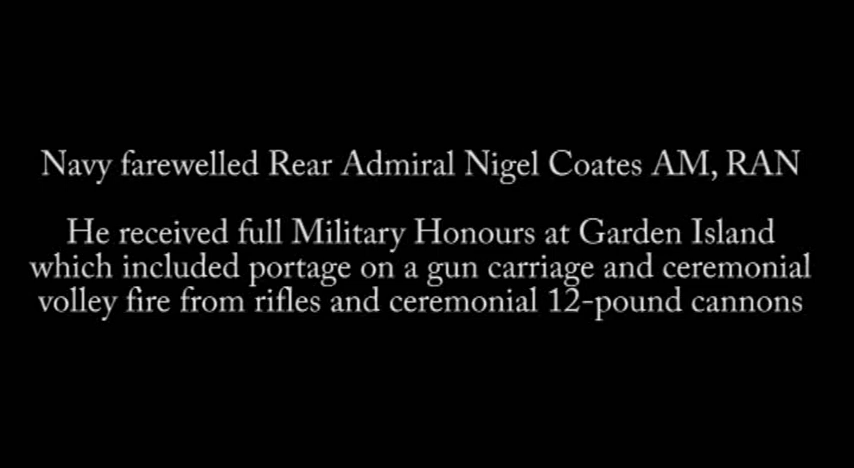 Navy farewelled Rear Admiral Nigel Coates AM, RAN
He received full Military Honours at Garden Island
which included portage on a gun carriage and ceremonial
volley fire from rifles and ceremonial 12-pound cannons